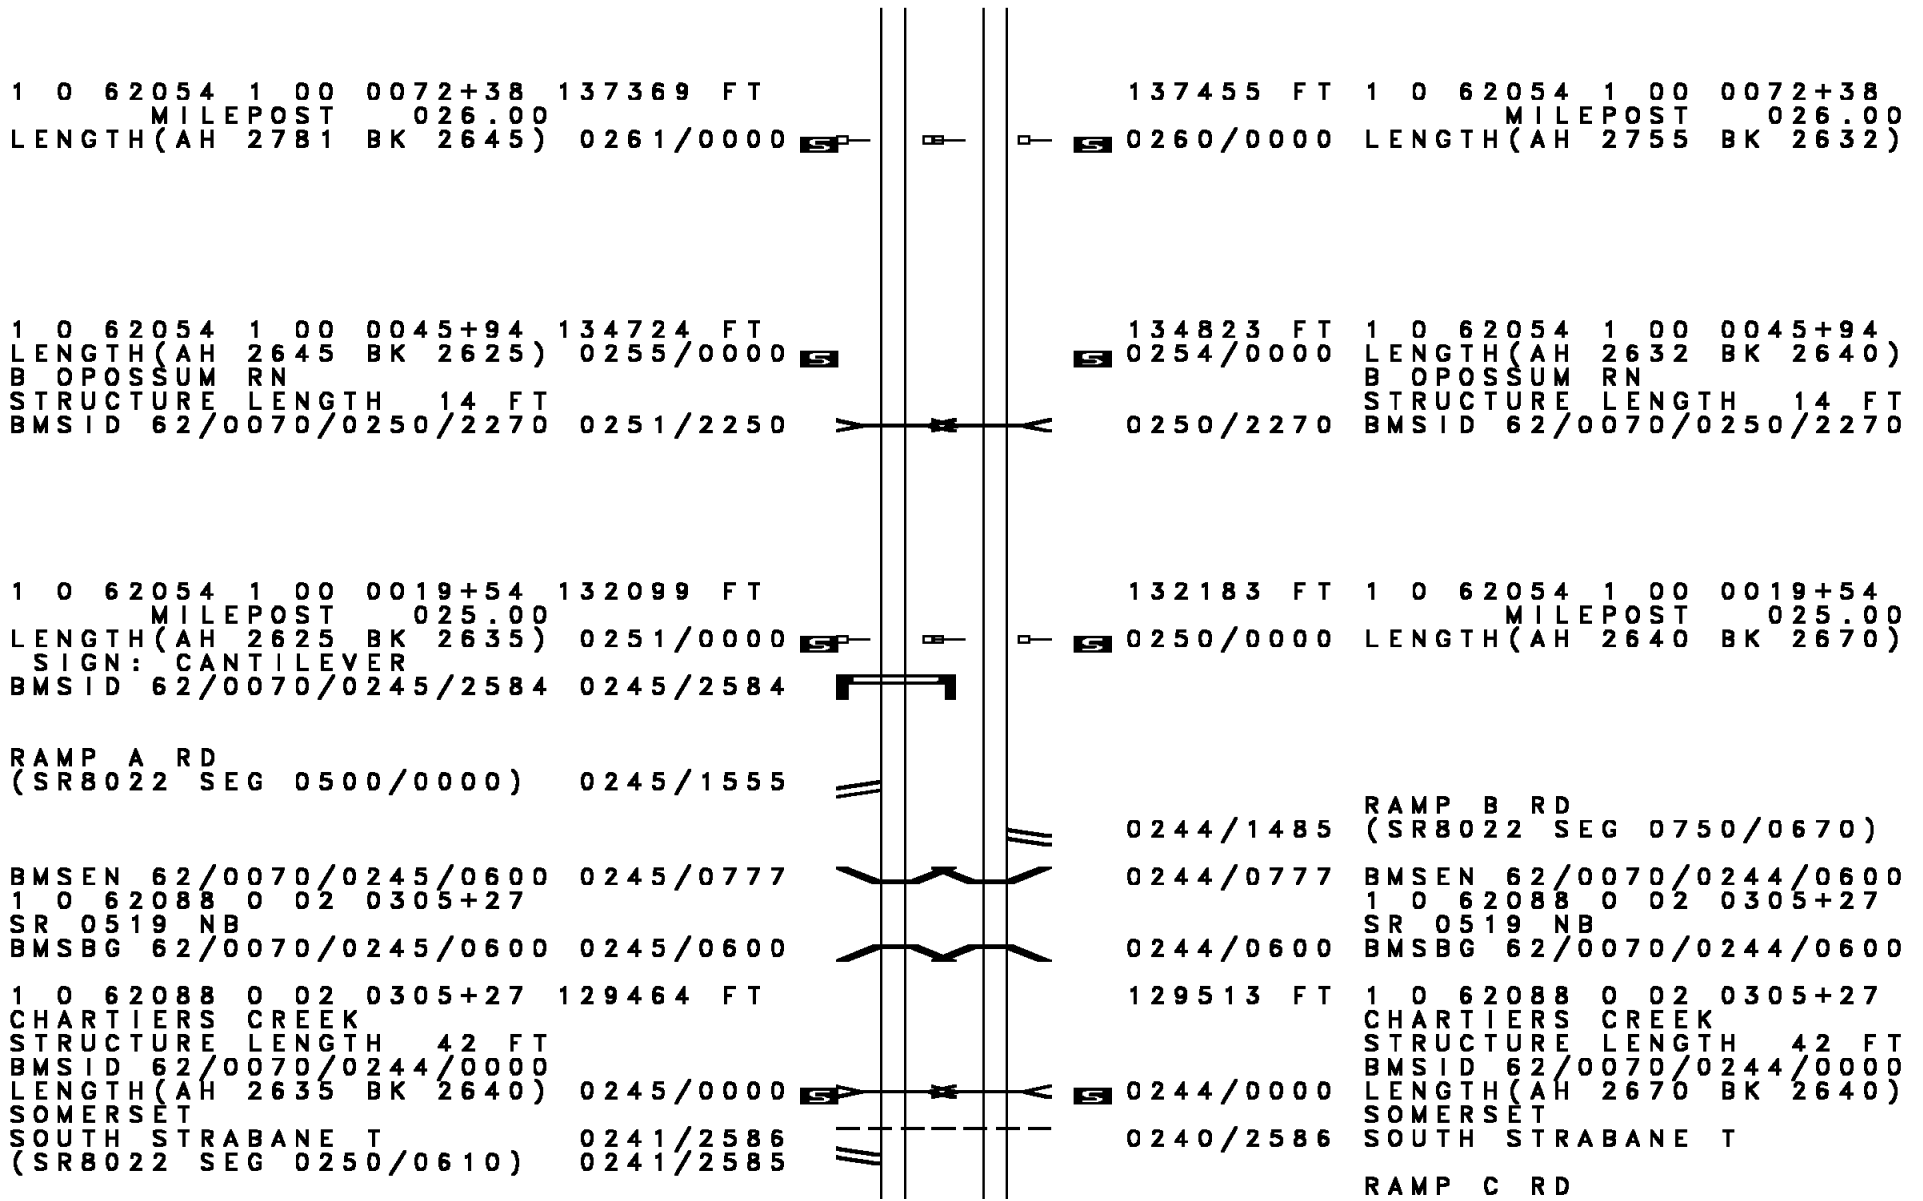 1 0 62054 1 00 0072+38 137369 FT
MILEPOST 026.00
LENGTH(AH 2781 BK 2645) 0261/0000 S
137455 FT 1 0 62054 1 00 0072+38
MILEPOST 026.00
S 0260/0000 LENGTH(AH 2755 BK 2632)
1 0 62054 1 00 0045+94 134724 FT
LENGTH(AH 2645 BK 2625) 0255/0000 S
B OPOSSUM RN
STRUCTURE LENGTH 14 FT
BMSID 62/0070/0250/2270 0251/2250
134823 FT 1 0 62054 1 00 0045+94
S 0254/0000 LENGTH(AH 2632 BK 2640)
B OPOSSUM RN
STRUCTURE LENGTH 14 FT
0250/2270 BMSID 62/0070/0250/2270
1 0 62054 1 00 0019+54 132099 FT
MILEPOST 025.00
LENGTH(AH 2625 BK 2635) 0251/0000 S
SIGN: CANTILEVER
BMSID 62/0070/0245/2584 0245/2584
132183 FT 1 0 62054 1 00 0019+54
MILEPOST 025.00
S 0250/0000 LENGTH(AH 2640 BK 2670)
RAMP A RD
(SR8022 SEG 0500/0000) 0245/1555
RAMP B RD
0244/1485 (SR8022 SEG 0750/0670)
BMSEN 62/0070/0245/0600 0245/0777
1 0 62088 0 02 0305+27
SR 0519 NB
BMSBG 62/0070/0245/0600 0245/0600
0244/0777 BMSEN 62/0070/0244/0600
1 0 62088 0 02 0305+27
SR 0519 NB
0244/0600 BMSBG 62/0070/0244/0600
1 0 62088 0 02 0305+27 129464 FT
CHARTIERS CREEK
STRUCTURE LENGTH 42 FT
BMSID 62/0070/0244/0000
LENGTH(AH 2635 BK 2640) 0245/0000 S
SOMERSET
SOUTH STRABANE T 0241/2586
(SR8022 SEG 0250/0610) 0241/2585
129513 FT 1 0 62088 0 02 0305+27
CHARTIERS CREEK
STRUCTURE LENGTH 42 FT
BMSID 62/0070/0244/0000
S 0244/0000 LENGTH(AH 2670 BK 2640)
SOMERSET
0240/2586 SOUTH STRABANE T
RAMP C RD